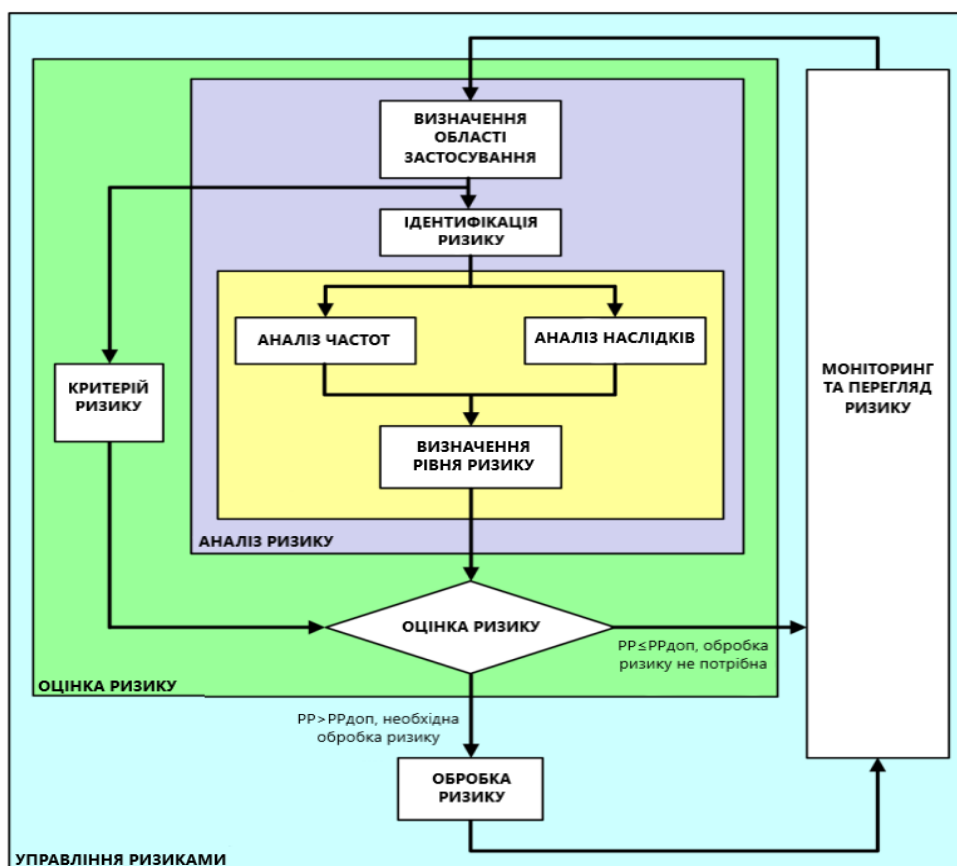 ВИЗНАЧЕННЯ
ОБЛАСТІ
ЗАСТОСУВАННЯ
ІДЕНТИФІКАЦІЯ
РИЗИКУ
АНАЛІЗ ЧАСТОТ
АНАЛІЗ НАСЛІДКІВ
КРИТЕРІЙ
РИЗИКУ
МОНІТОРИНГ
ТА ПЕРЕГЛЯД
РИЗИКУ
ВИЗНАЧЕННЯ
РІВНЯ РИЗИКУ
АНАЛІЗ РИЗИКУ
ОЦІНКА РИЗИКУ
РР≤РРдоп, обробка
ризику не потрібна
ОЦІНКА РИЗИКУ
РР>РРдоп, необхідна
обробка ризику
ОБРОБКА
РИЗИКУ
УПРАВЛІННЯ РИЗИКАМИ